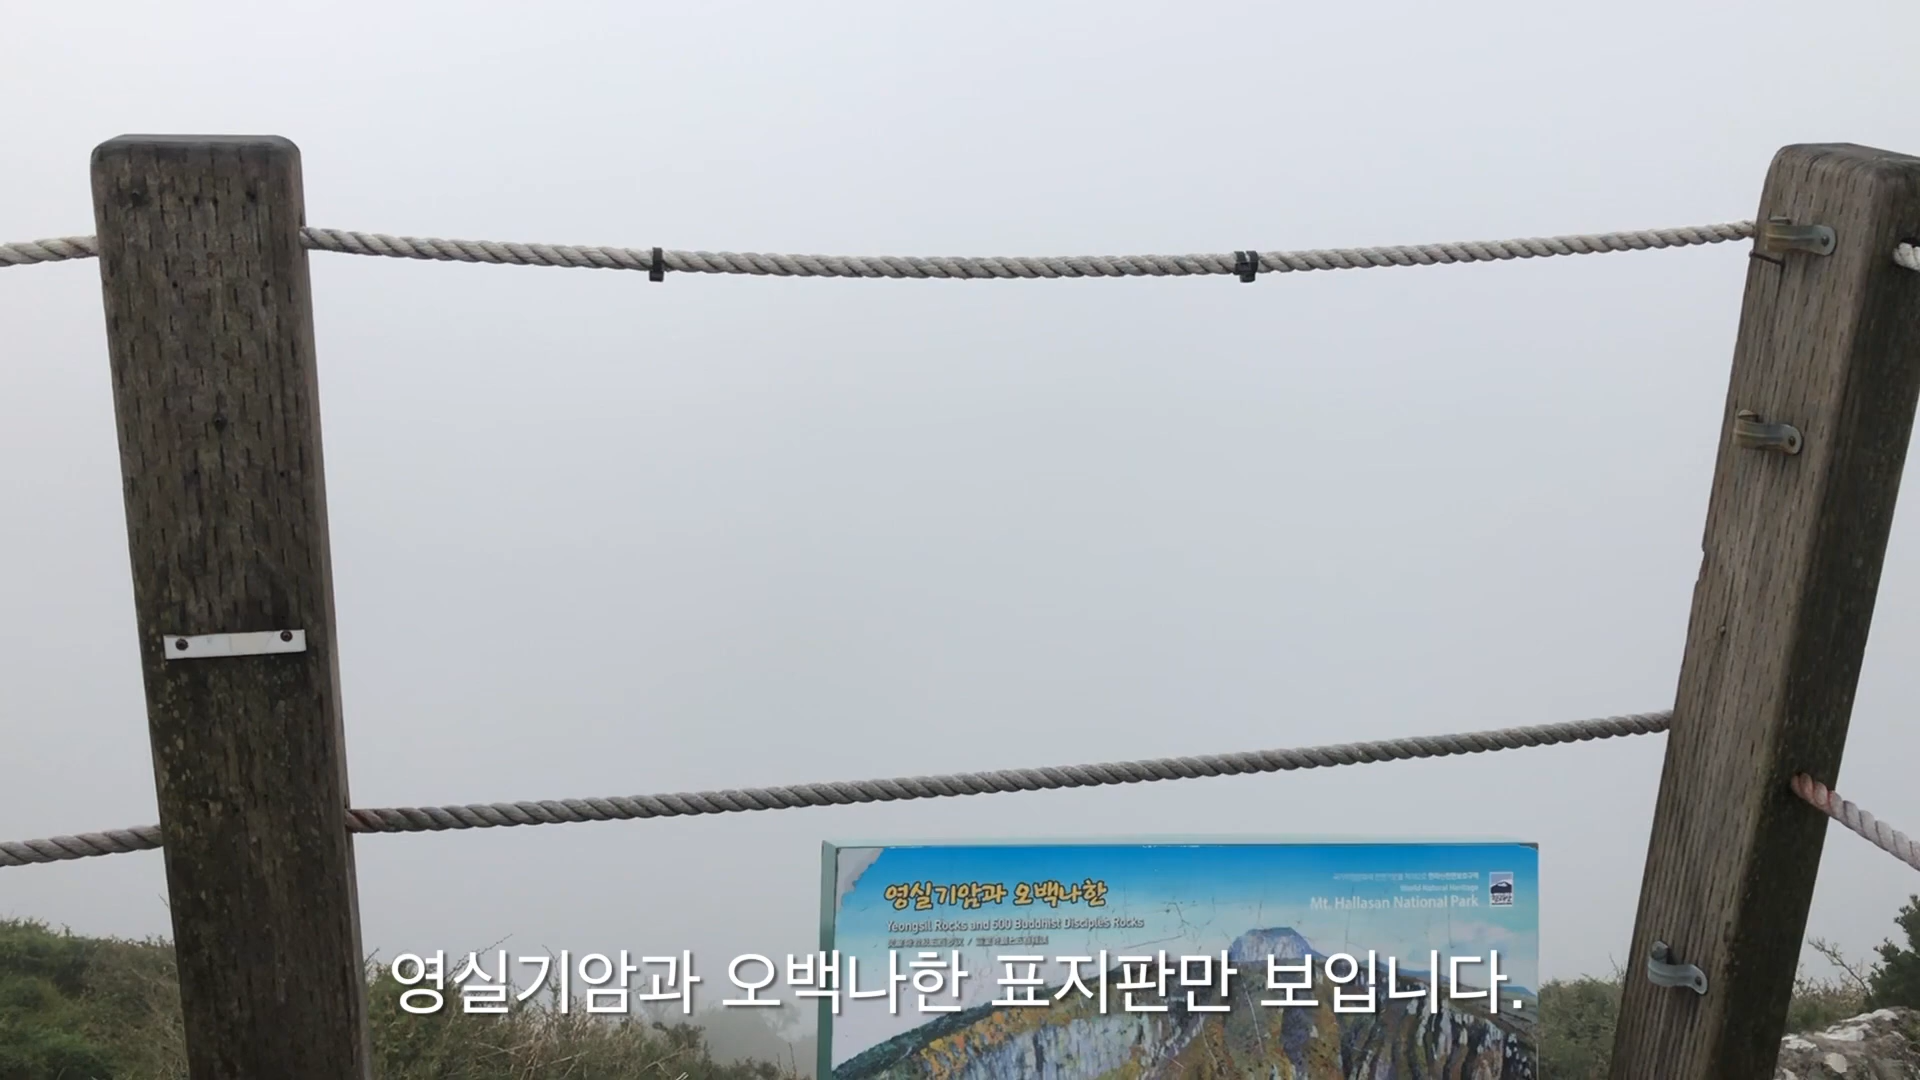 영실기암과 오백나한
Yeongsil Rocks and 500 Buddhist Disciples Rocks
World Natural Heritage
Mt. Hallasan National Park
영실기암과 오백나한 표지판만 보입니다.